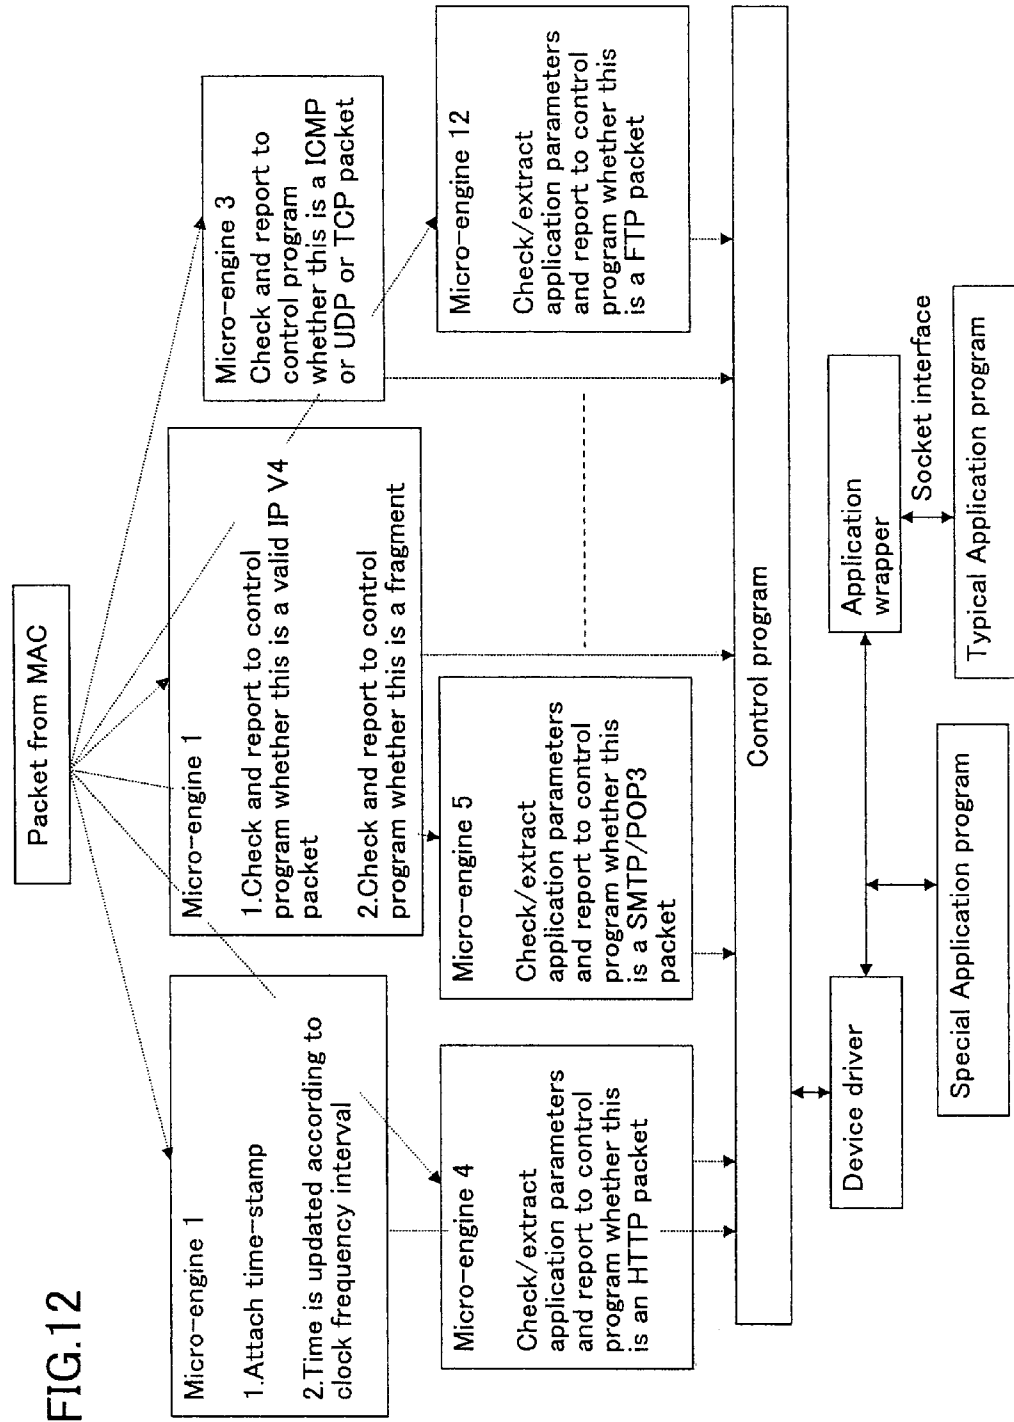 FIG.12
Packet from MAC
Micro-engine 1
1.Attach time-stamp
2.Time is updated according to
clock frequency interval
Micro-engine 1
1.Check and report to control
program whether this is a valid IP V4
packet
2.Check and report to control
program whether this is a fragment
Micro-engine 3
Check and report to
control program
whether this is a ICMP
or UDP or TCP packet
Micro-engine 4
Check/extract
application parameters
and report to control
program whether this
is an HTTP packet
Micro-engine 5
Check/extract
application parameters
and report to control
program whether this
is a SMTP/POP3
packet
Micro-engine 12
Check/extract
application parameters
and report to control
program whether this
is a FTP packet
Control program
Device driver
Application
wrapper
Socket interface
Special Application program
Typical Application program